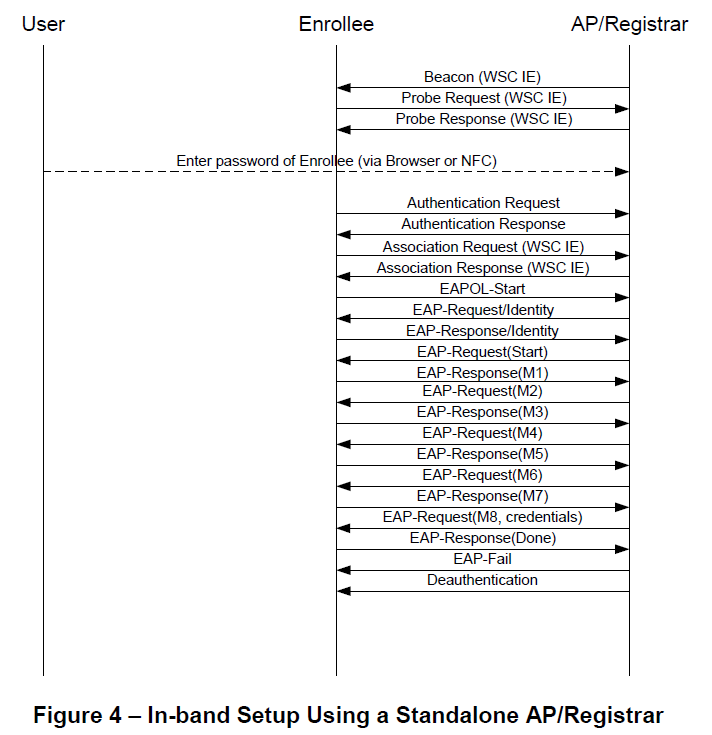 User Enrollee AP/Registrar
Beacon (WSC IE)
Probe Request (WSC IE)
Probe Response (WSC IE)
Enter password of Enrollee (via Browser or NFC)
Authentication Request
Authentication Response
Association Request (WSC IE)
Association Response (WSC IE)
EAPOL-Start
EAP-Request/Identity
EAP-Response/Identity
EAP-Request(Start)
EAP-Response(M1)
EAP-Request(M2)
EAP-Response(M3)
EAP-Request(M4)
EAP-Response(M5)
EAP-Request(M6)
EAP-Response(M7)
EAP-Request(M8, credentials)
EAP-Response(Done)
EAP-Fail
Deauthentication
Figure 4 – In-band Setup Using a Standalone AP/Registrar